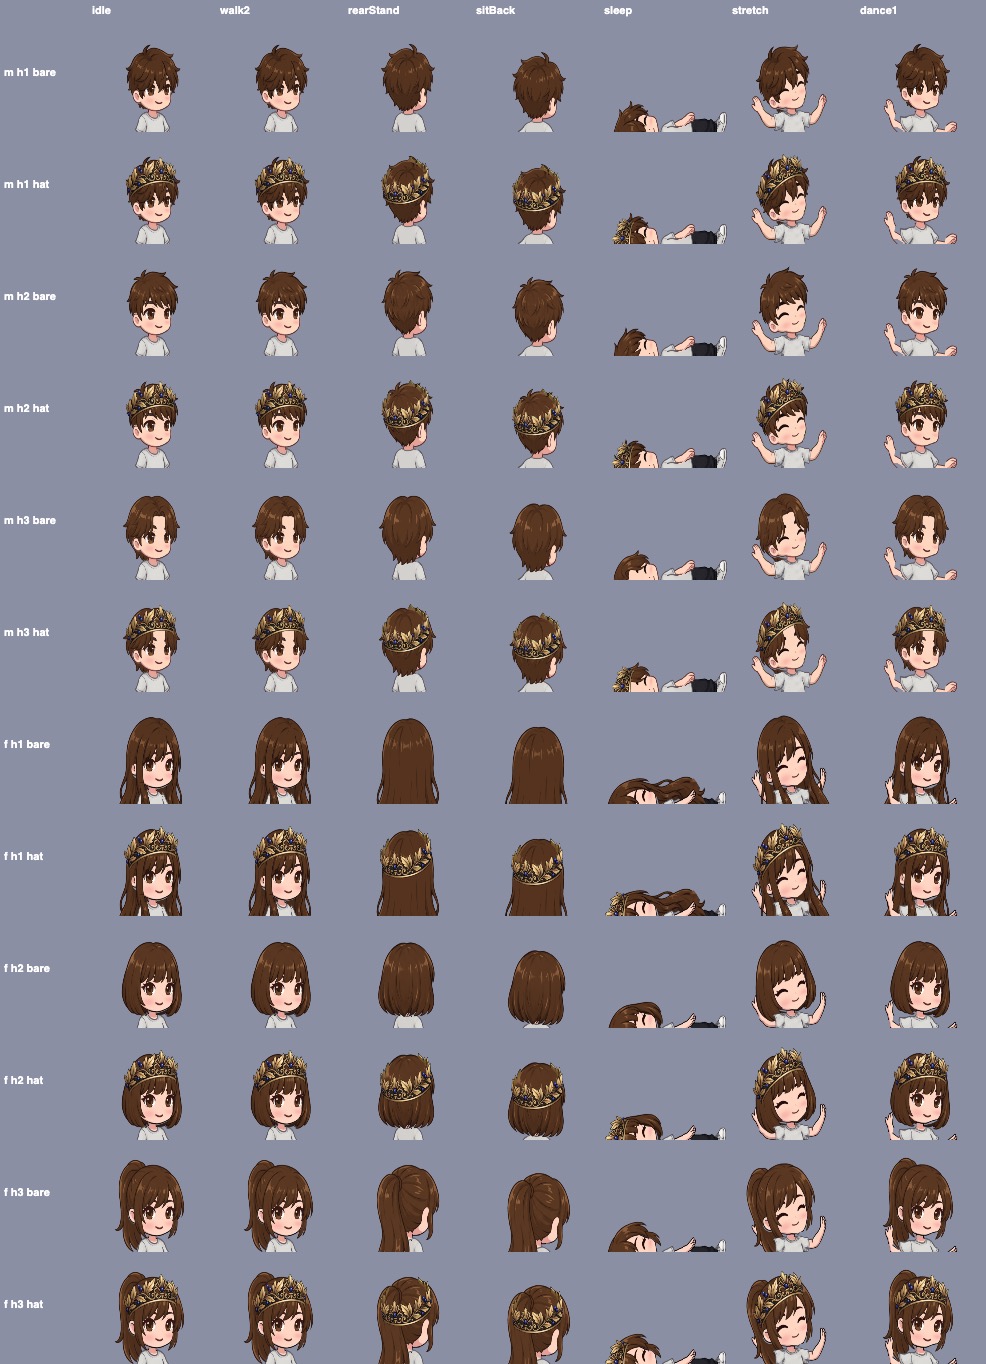 idle walk2 rearStand sitBack sleep stretch dance1
m h1 bare
m h1 hat
m h2 bare
m h2 hat
m h3 bare
m h3 hat
f h1 bare
f h1 hat
f h2 bare
f h2 hat
f h3 bare
f h3 hat